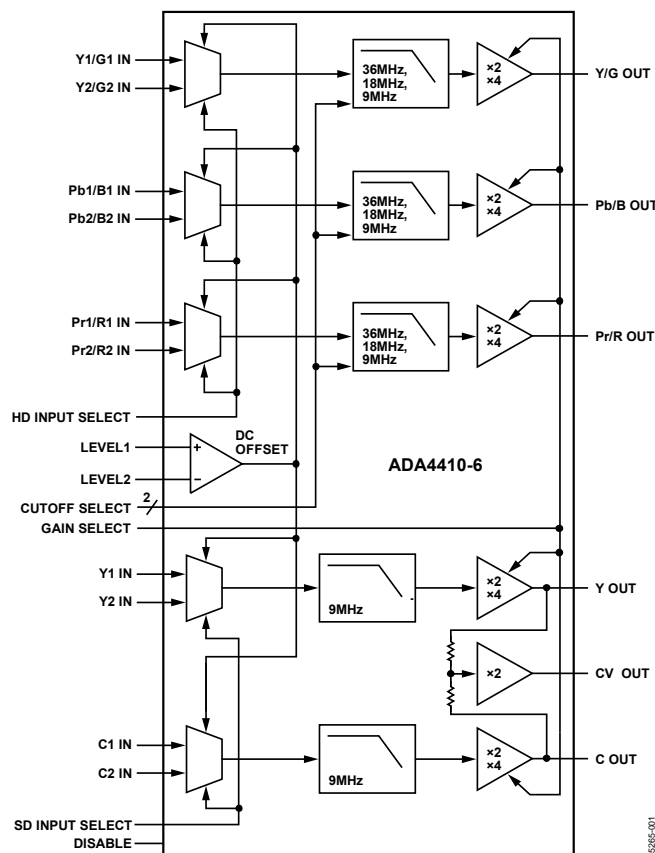 Y1/G1 IN
Y2/G2 IN
36MHz,
18MHz,
9MHz
×2
×4
Y/G OUT
Pb1/B1 IN
Pb2/B2 IN
36MHz,
18MHz,
9MHz
×2
×4
Pb/B OUT
Pr1/R1 IN
Pr2/R2 IN
36MHz,
18MHz,
9MHz
×2
×4
Pr/R OUT
HD INPUT SELECT
LEVEL1
LEVEL2
+
−
DC
OFFSET
ADA4410-6
CUTOFF SELECT
2
GAIN SELECT
Y1 IN
Y2 IN
9MHz
×2
×4
Y OUT
×2
CV OUT
C1 IN
C2 IN
9MHz
×2
×4
C OUT
SD INPUT SELECT
DISABLE
5265-001